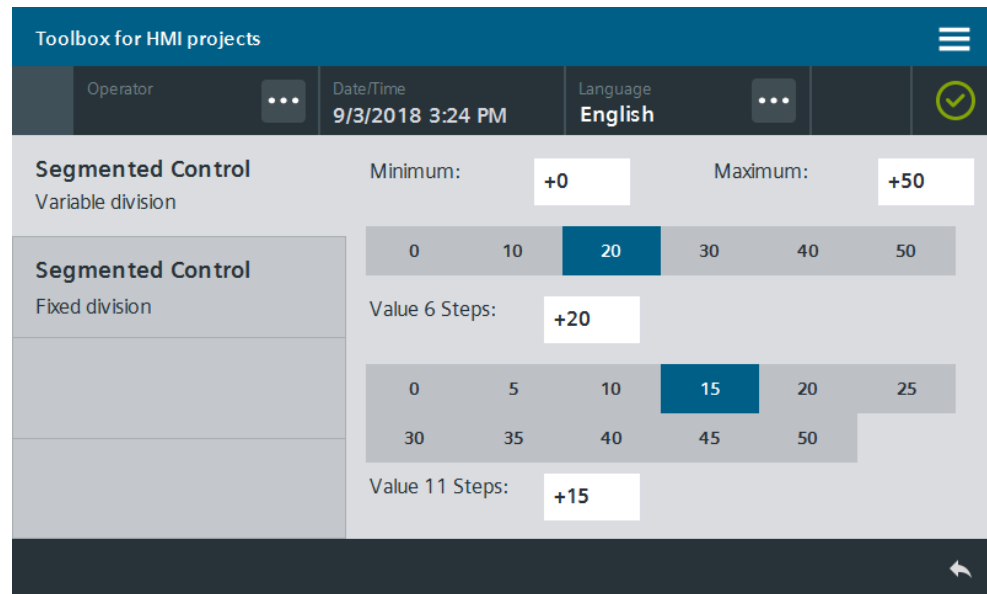 Toolbox for HMI projects
Operator
Date/Time
9/3/2018 3:24 PM
Language
English
Segmented Control
Variable division
Segmented Control
Fixed division
Minimum: +0 Maximum: +50
0 10 20 30 40 50
Value 6 Steps: +20
0 5 10 15 20 25
30 35 40 45 50
Value 11 Steps: +15